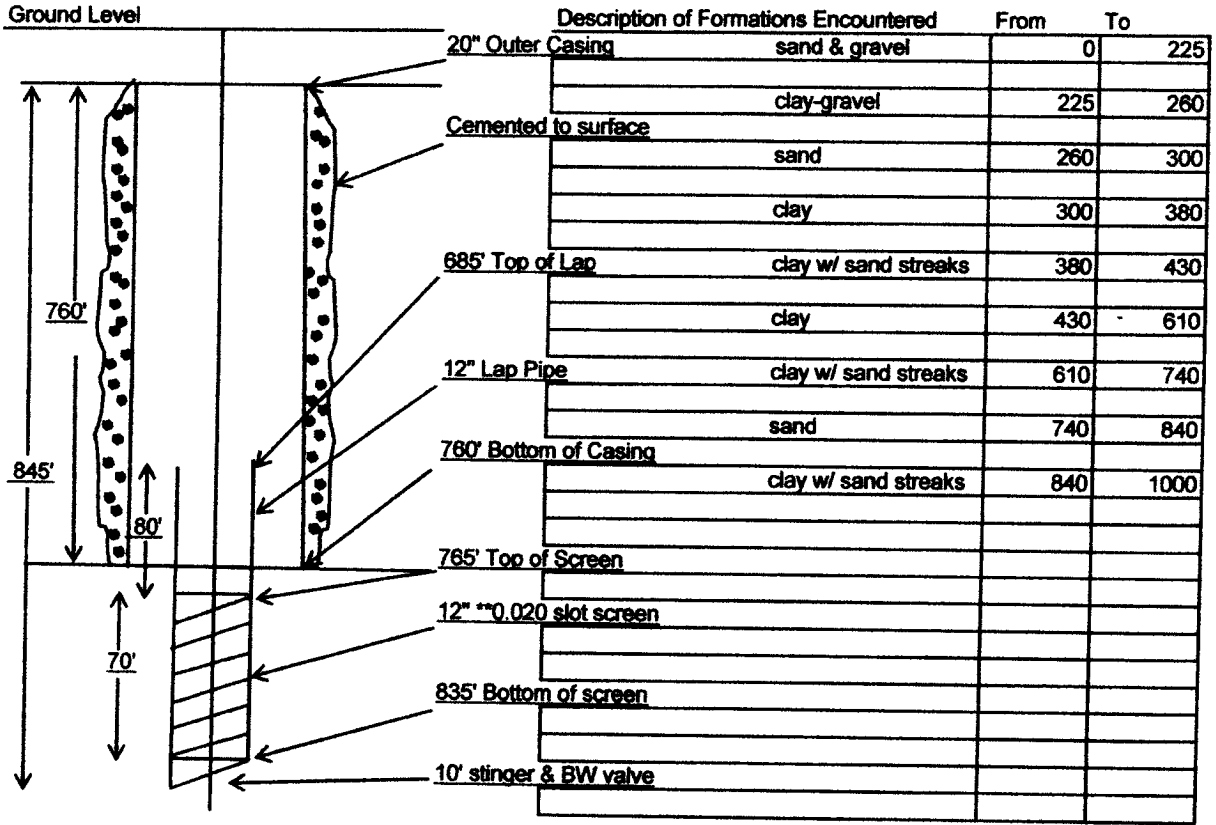 Ground Level
Description of Formations Encountered From To
20" Outer Casing sand & gravel 0 225
clay-gravel 225 260
Cemented to surface
sand 260 300
clay 300 380
685' Top of Lap clay w/ sand streaks 380 430
760'
clay 430 610
12" Lap Pipe clay w/ sand streaks 610 740
sand 740 840
760' Bottom of Casing
845'
clay w/ sand streaks 840 1000
80'
765' Top of Screen
12" **0.020 slot screen
70'
835' Bottom of screen
10' stinger & BW valve